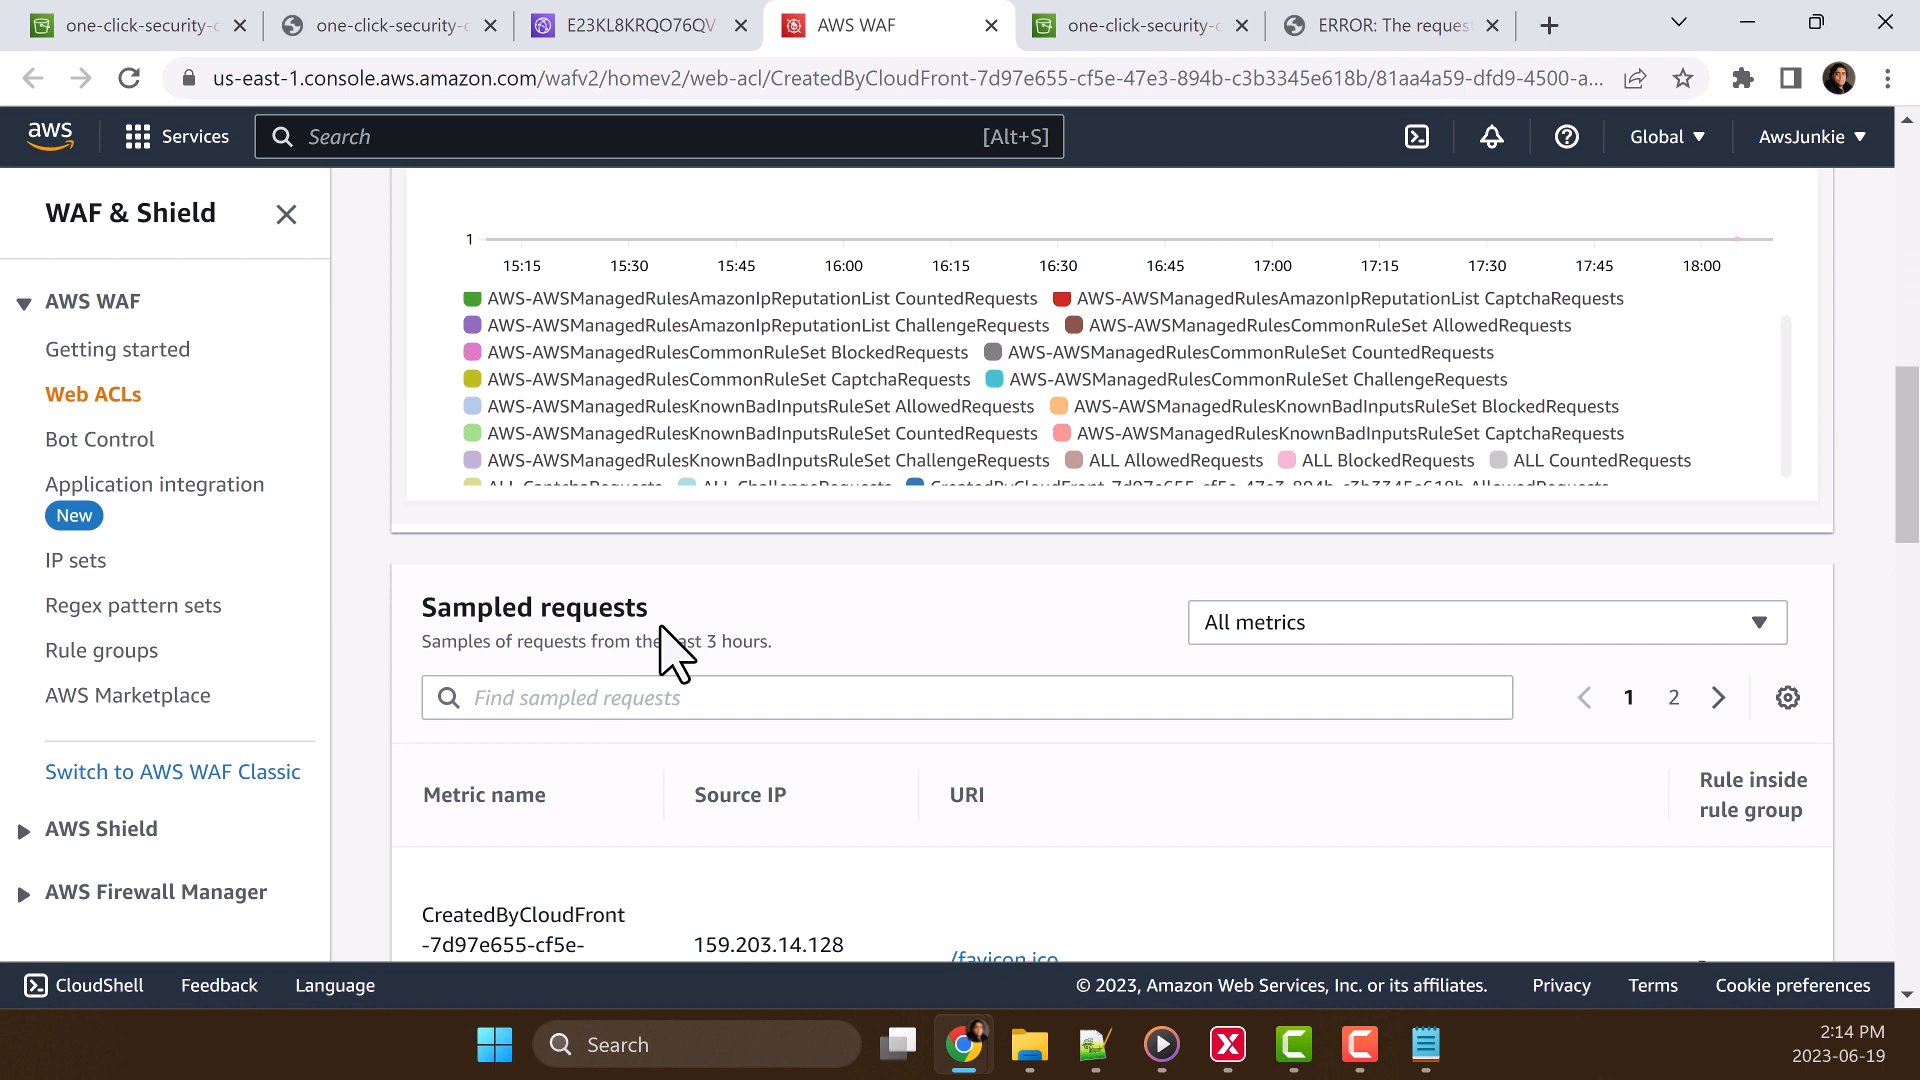 one-click-security-c
one-click-security-c
E23KL8KRQO76QV
AWS WAF
one-click-security-c
ERROR: The reques
us-east-1.console.aws.amazon.com/wafv2/homev2/web-acl/CreatedByCloudFront-7d97e655-cf5e-47e3-894b-c3b3345e618b/81aa4a59-dfd9-4500-a...
aws
Services
Search
[Alt+S]
Global
AwsJunkie
WAF & Shield
AWS WAF
Getting started
Web ACLs
Bot Control
Application integration
New
IP sets
Regex pattern sets
Rule groups
AWS Marketplace
Switch to AWS WAF Classic
AWS Shield
AWS Firewall Manager
1
15:15 15:30 15:45 16:00 16:15 16:30 16:45 17:00 17:15 17:30 17:45 18:00
AWS-AWSManagedRulesAmazonIpReputationList CountedRequests AWS-AWSManagedRulesAmazonIpReputationList CaptchaRequests
AWS-AWSManagedRulesAmazonIpReputationList ChallengeRequests AWS-AWSManagedRulesCommonRuleSet AllowedRequests
AWS-AWSManagedRulesCommonRuleSet BlockedRequests AWS-AWSManagedRulesCommonRuleSet CountedRequests
AWS-AWSManagedRulesCommonRuleSet CaptchaRequests AWS-AWSManagedRulesCommonRuleSet ChallengeRequests
AWS-AWSManagedRulesKnownBadInputsRuleSet AllowedRequests AWS-AWSManagedRulesKnownBadInputsRuleSet BlockedRequests
AWS-AWSManagedRulesKnownBadInputsRuleSet CountedRequests AWS-AWSManagedRulesKnownBadInputsRuleSet CaptchaRequests
AWS-AWSManagedRulesKnownBadInputsRuleSet ChallengeRequests ALL AllowedRequests ALL BlockedRequests ALL CountedRequests
ALL CaptchaRequests ALL ChallengeRequests CreatedByCloudFront-7d97e655-cf5e-47e3-894b-c3b3345e618b AllowedRequests
Sampled requests
Samples of requests from the last 3 hours.
All metrics
Find sampled requests
1 2
Metric name
Source IP
URI
Rule inside
rule group
CreatedByCloudFront
-7d97e655-cf5e-
159.203.14.128
/favicon.ico
CloudShell
Feedback
Language
© 2023, Amazon Web Services, Inc. or its affiliates.
Privacy
Terms
Cookie preferences
Search
2:14 PM
2023-06-19